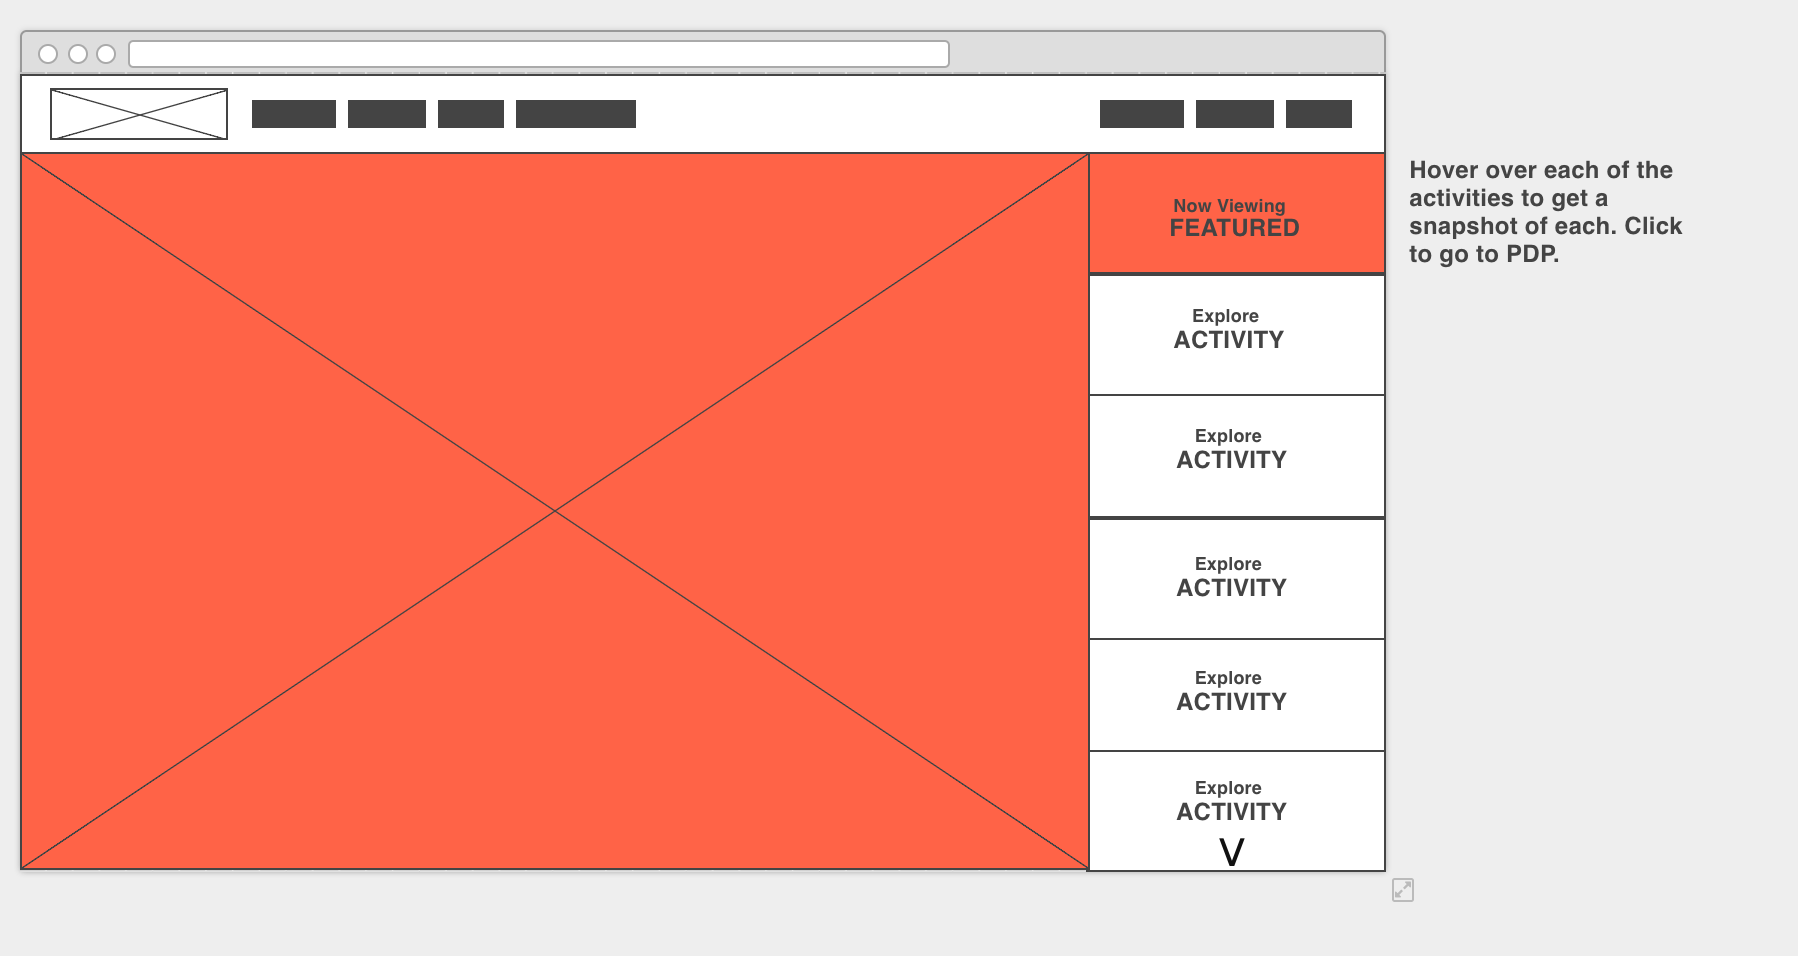 Now Viewing
FEATURED
Explore
ACTIVITY
Explore
ACTIVITY
Explore
ACTIVITY
Explore
ACTIVITY
Explore
ACTIVITY
V
Hover over each of the
activities to get a
snapshot of each. Click
to go to PDP.